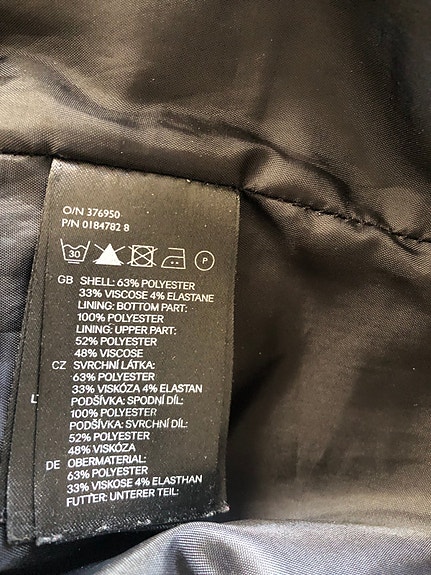 O/N 376950
P/N 0184782 8
30 P
GB SHELL: 63% POLYESTER
33% VISCOSE 4% ELASTANE
LINING: BOTTOM PART:
100% POLYESTER
LINING: UPPER PART:
52% POLYESTER
48% VISCOSE
CZ SVRCHNÍ LÁTKA:
63% POLYESTER
33% VISKÓZA 4% ELASTAN
PODŠÍVKA: SPODNÍ DÍL:
100% POLYESTER
PODŠÍVKA: SVRCHNÍ DÍL:
52% POLYESTER
48% VISKÓZA
DE OBERMATERIAL:
63% POLYESTER
33% VISKOSE 4% ELASTHAN
FUTTER: UNTERER TEIL: